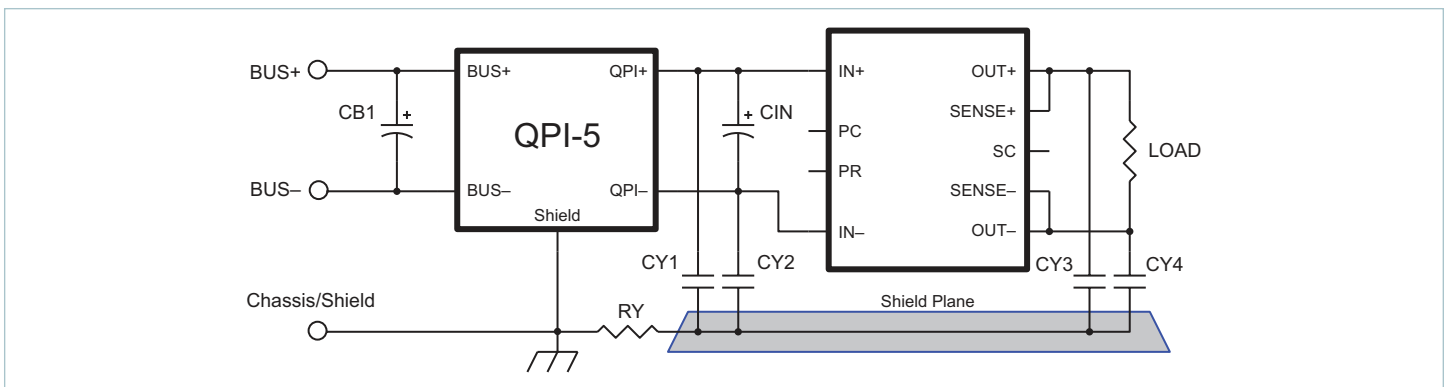 BUS+
BUS+
QPI+
IN+
OUT+
CB1
+
QPI-5
+
CIN
PC
SENSE+
PR
SC
LOAD
BUS–
BUS–
QPI–
SENSE–
Shield
IN–
OUT–
CY1
CY2
CY3
CY4
Chassis/Shield
RY
Shield Plane